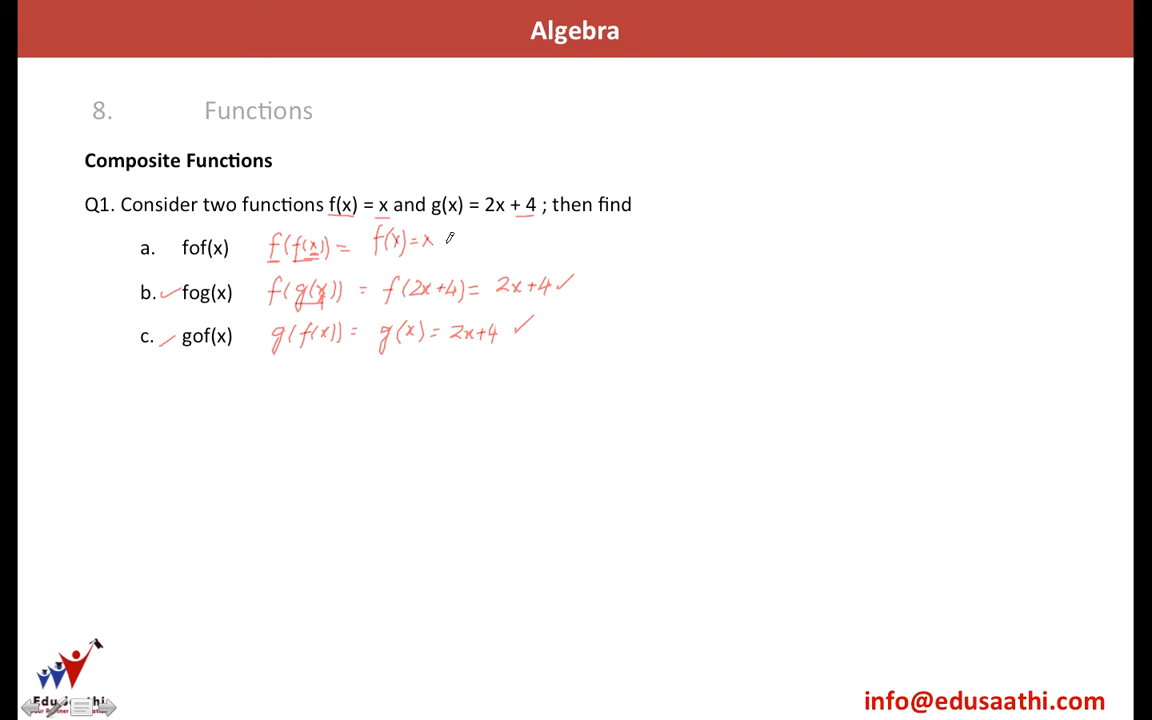 Algebra
8. Functions
Composite Functions
Q1. Consider two functions f(x) = x and g(x) = 2x + 4 ; then find
a. fof(x) f(f(x)) = f(x)=x
b. fog(x) f(g(x)) = f(2x+4)= 2x+4 ✓
c. gof(x) g(f(x)) = g(x) = 2x+4 ✓
info@edusaathi.com